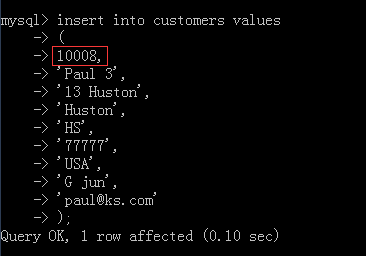 mysql> insert into customers values
-> (
-> 10008,
-> 'Paul 3',
-> '13 Huston',
-> 'Huston',
-> 'HS',
-> '77777',
-> 'USA',
-> 'G jun',
-> 'paul@ks.com'
-> );
Query OK, 1 row affected (0.10 sec)